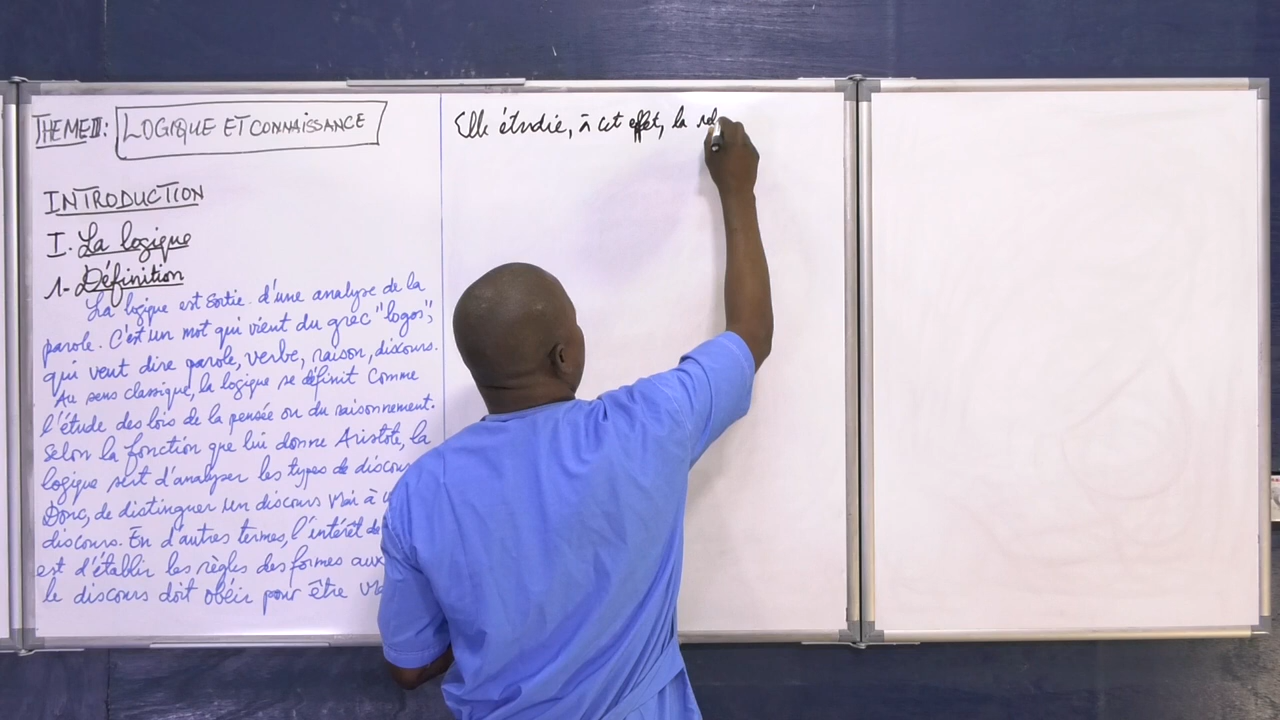 THEME III: LOGIQUE ET CONNAISSANCE
INTRODUCTION
I. La logique
1- Définition
La logique est sortie d'une analyse de la
parole. C'est un mot qui vient du grec "logos",
qui veut dire parole, verbe, raison, discours.
Au sens classique, la logique se définit comme
l'étude des lois de la pensée ou du raisonnement.
Selon la fonction que lui donne Aristote, la
logique sert d'analyser les types de discou
Donc, de distinguer un discours vrai à u
discours. En d'autres termes, l'intérêt de
est d'établir les règles des formes aux
le discours doit obéir pour être
Elle étudie, à cet effet, la